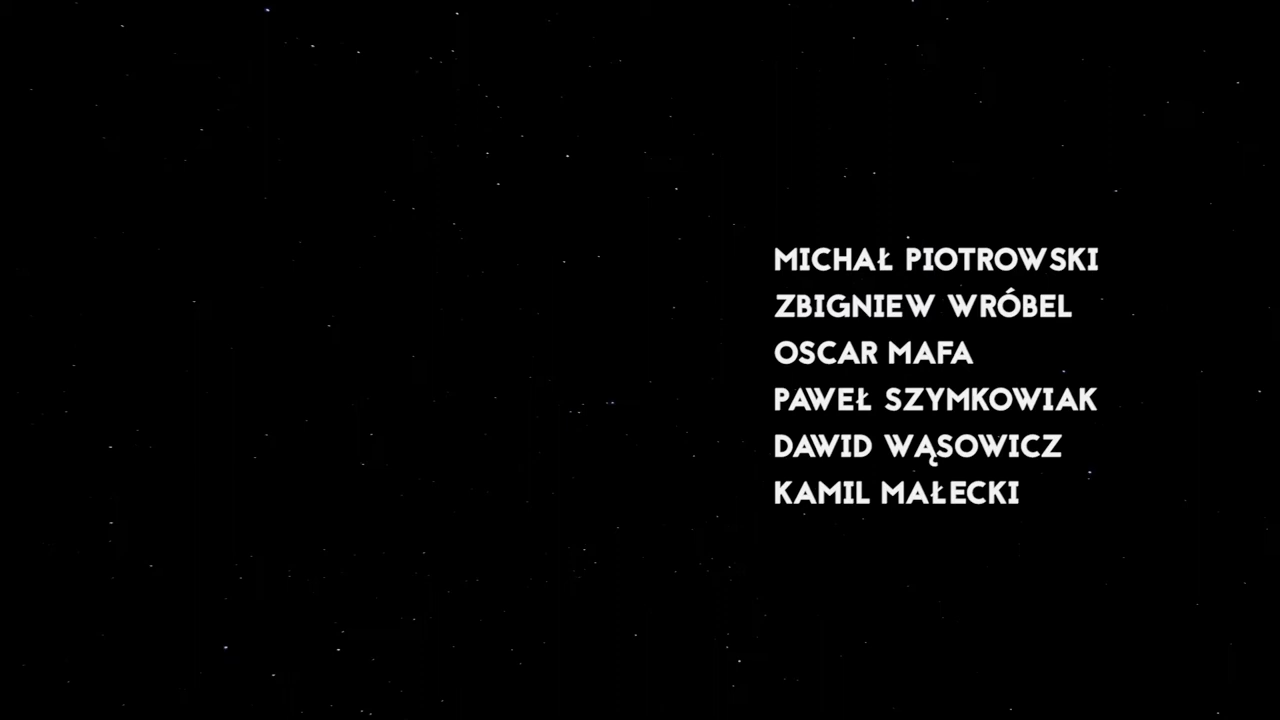 MICHAŁ PIOTROWSKI
ZBIGNIEW WRÓBEL
OSCAR MAFA
PAWEŁ SZYMKOWIAK
DAWID WĄSOWICZ
KAMIL MAŁECKI